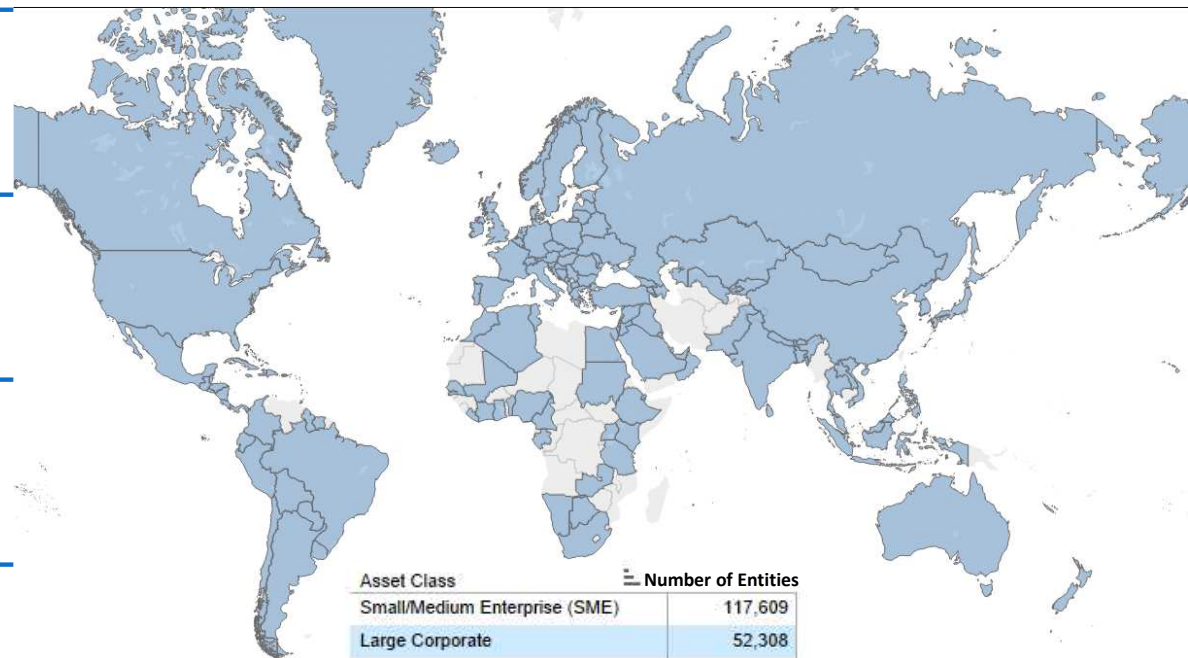 Asset Class Number of Entities
Small/Medium Enterprise (SME) 117,609
Large Corporate 52,308